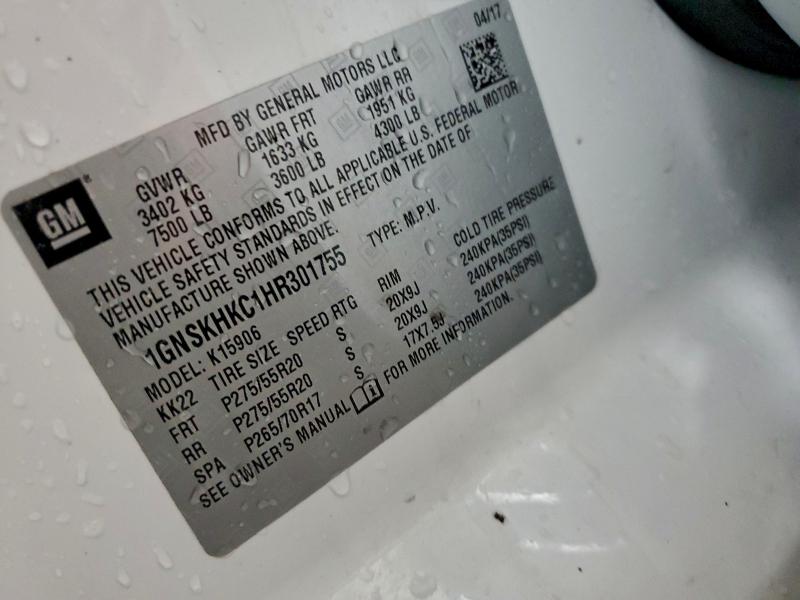 04/17
MFD BY GENERAL MOTORS LLC
GVWR GAWR FRT GAWR RR
3402 KG 1633 KG 1951 KG
7500 LB 3600 LB 4300 LB
GM
THIS VEHICLE CONFORMS TO ALL APPLICABLE U.S. FEDERAL MOTOR
VEHICLE SAFETY STANDARDS IN EFFECT ON THE DATE OF
MANUFACTURE SHOWN ABOVE.
1GNSKHKC1HR301755 TYPE: M.P.V.
MODEL: K15906
KK22 TIRE SIZE SPEED RTG RIM COLD TIRE PRESSURE
FRT P275/55R20 S 20X9J 240KPA(35PSI)
RR P275/55R20 S 20X9J 240KPA(35PSI)
SPA P265/70R17 S 17X7.5J 240KPA(35PSI)
SEE OWNER'S MANUAL FOR MORE INFORMATION.